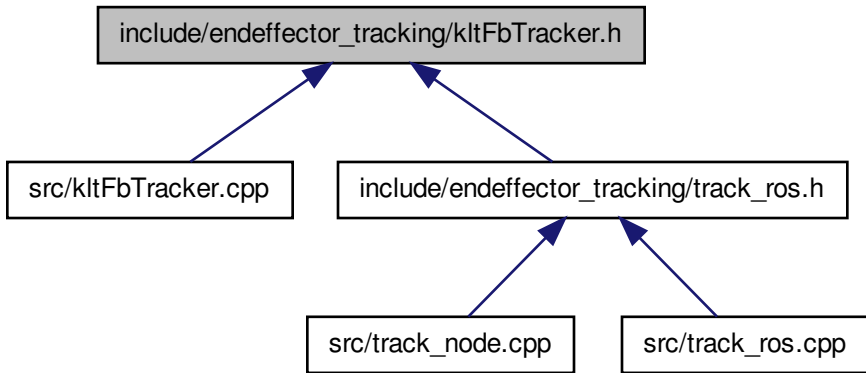 include/endeffector_tracking/kltFbTracker.h
src/kltFbTracker.cpp
include/endeffector_tracking/track_ros.h
src/track_node.cpp
src/track_ros.cpp